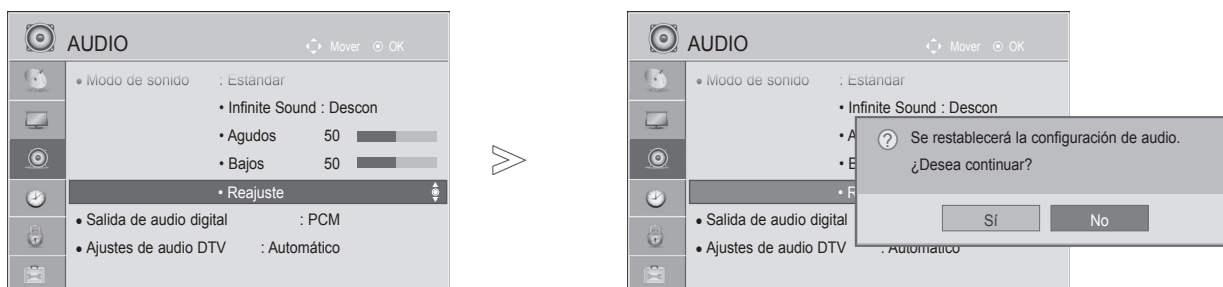 AUDIO Mover OK
• Modo de sonido : Estándar
• Infinite Sound : Descon
• Agudos 50
• Bajos 50
• Reajuste
• Salida de audio digital : PCM
• Ajustes de audio DTV : Automático
AUDIO Mover OK
• Modo de sonido : Estándar
• Infinite Sound : Descon
• A
• B
• R
• Salida de audio digital
• Ajustes de audio DTV : Automático
? Se restablecerá la configuración de audio.
¿Desea continuar?
Sí No